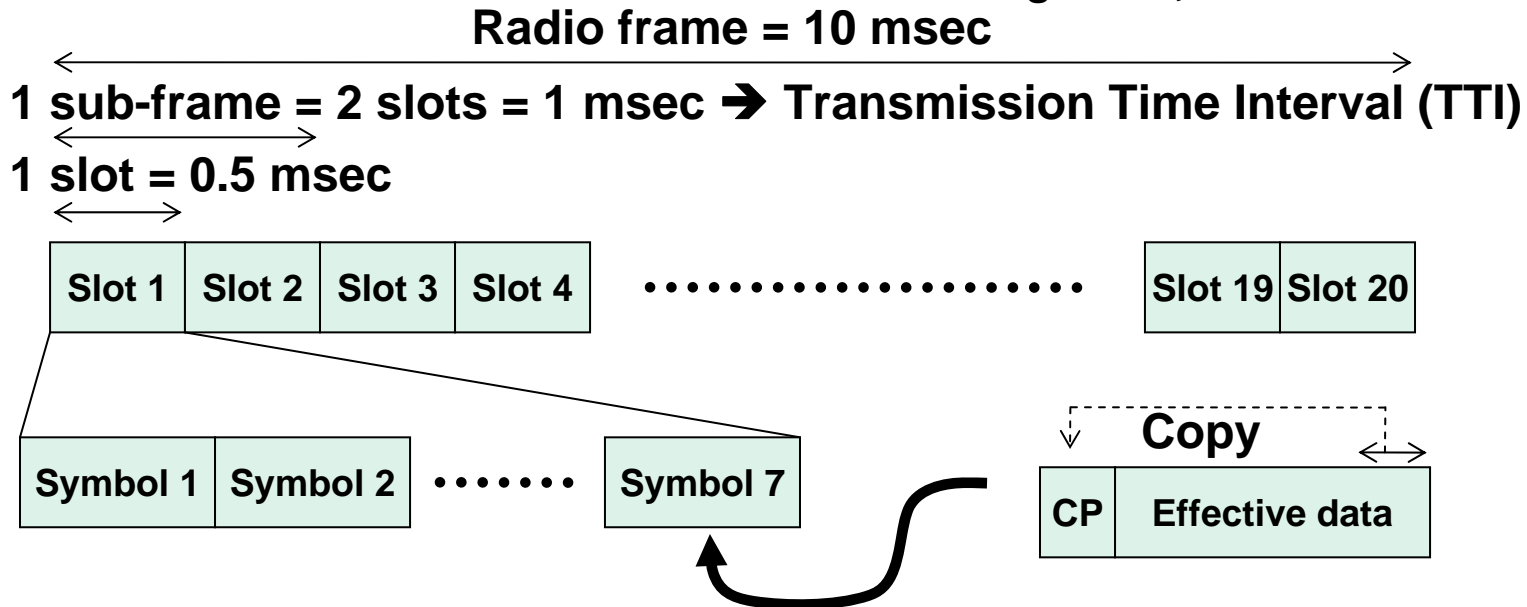 Radio frame = 10 msec
1 sub-frame = 2 slots = 1 msec ➔ Transmission Time Interval (TTI)
1 slot = 0.5 msec
Slot 1 Slot 2 Slot 3 Slot 4 Slot 19 Slot 20
Copy
Symbol 1 Symbol 2 ······· Symbol 7
CP Effective data